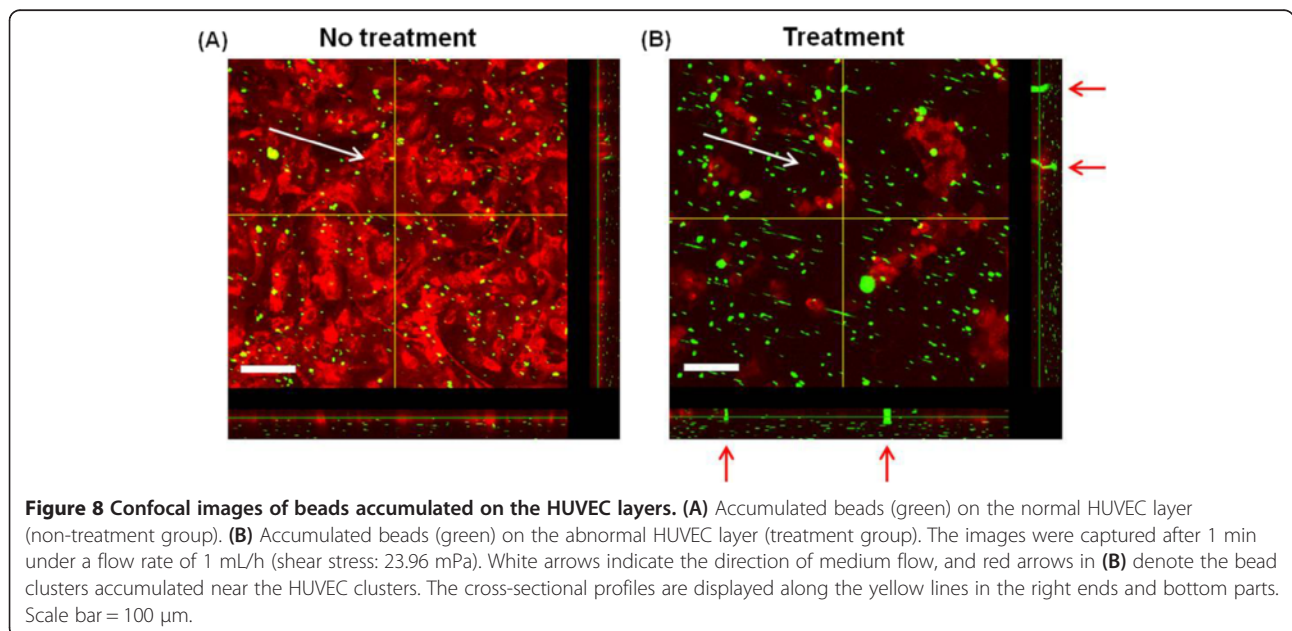 (A) No treatment
(B) Treatment
Figure 8 Confocal images of beads accumulated on the HUVEC layers. (A) Accumulated beads (green) on the normal HUVEC layer
(non-treatment group). (B) Accumulated beads (green) on the abnormal HUVEC layer (treatment group). The images were captured after 1 min
under a flow rate of 1 mL/h (shear stress: 23.96 mPa). White arrows indicate the direction of medium flow, and red arrows in (B) denote the bead
clusters accumulated near the HUVEC clusters. The cross-sectional profiles are displayed along the yellow lines in the right ends and bottom parts.
Scale bar = 100 μm.